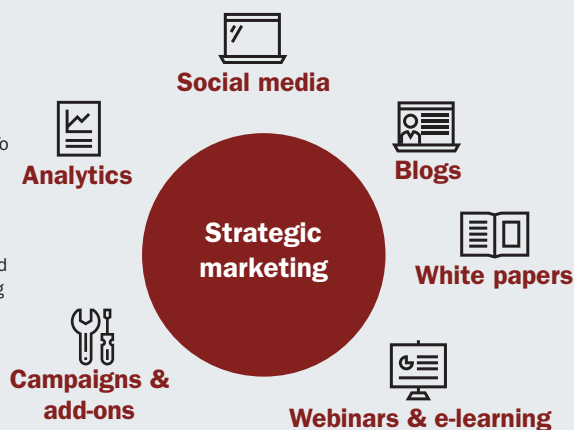 Social media
Analytics
Blogs
Strategic
marketing
White papers
Campaigns &
add-ons
Webinars & e-learning